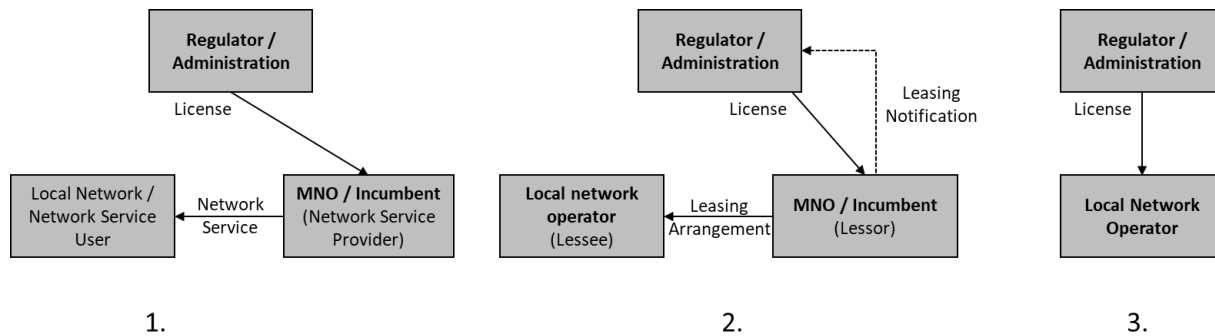 Regulator /
Administration
License
Local Network /
Network Service
User
Network
Service
MNO / Incumbent
(Network Service
Provider)
1.
Regulator /
Administration
License
Leasing
Notification
Local network
operator
(Lessee)
Leasing
Arrangement
MNO / Incumbent
(Lessor)
2.
Regulator /
Administration
License
Local Network
Operator
3.